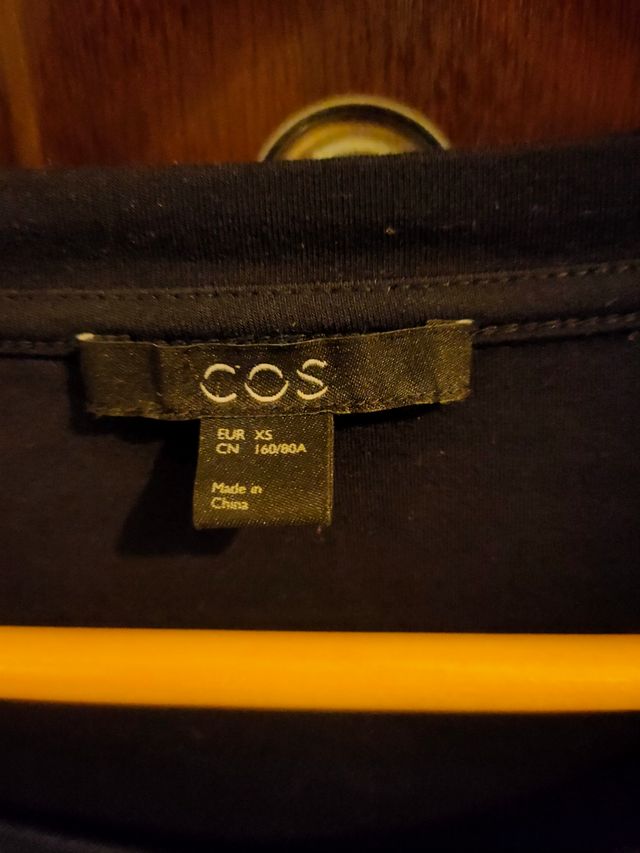 COS
EUR XS
CN 160/80A
Made in
China